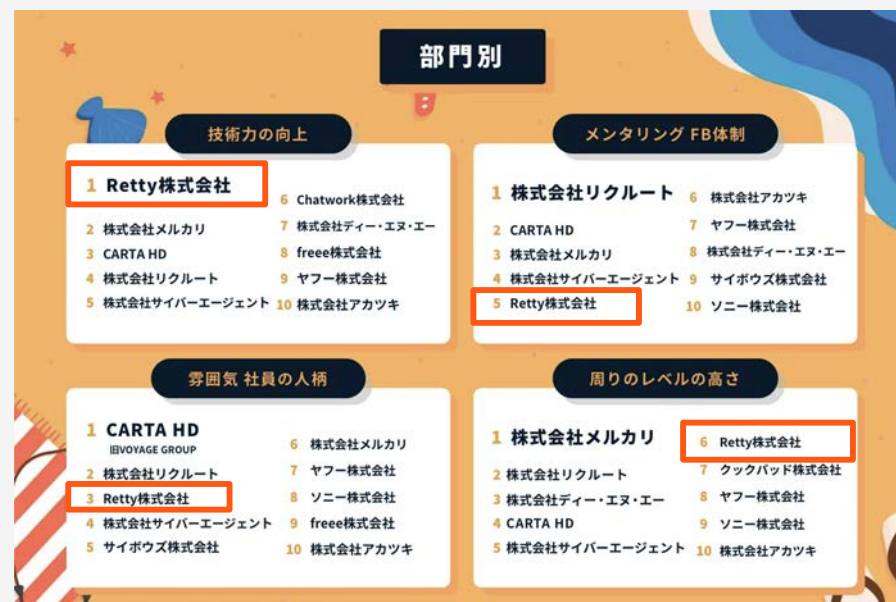 部門別
技術力の向上
1 Retty株式会社
2 株式会社メルカリ
3 CARTA HD
4 株式会社リクルート
5 株式会社サイバーエージェント
6 Chatwork株式会社
7 株式会社ディー・エヌ・エー
8 freee株式会社
9 ヤフー株式会社
10 株式会社アカツキ
メンタリング FB体制
1 株式会社リクルート
2 CARTA HD
3 株式会社メルカリ
4 株式会社サイバーエージェント
5 Retty株式会社
6 株式会社アカツキ
7 ヤフー株式会社
8 株式会社ディー・エヌ・エー
9 サイボウズ株式会社
10 ソニー株式会社
雰囲気 社員の人柄
1 CARTA HD
旧VOYAGE GROUP
2 株式会社リクルート
3 Retty株式会社
4 株式会社サイバーエージェント
5 サイボウズ株式会社
6 株式会社メルカリ
7 ヤフー株式会社
8 ソニー株式会社
9 freee株式会社
10 株式会社アカツキ
周りのレベルの高さ
1 株式会社メルカリ
2 株式会社リクルート
3 株式会社ディー・エヌ・エー
4 CARTA HD
5 株式会社サイバーエージェント
6 Retty株式会社
7 クックパッド株式会社
8 ヤフー株式会社
9 ソニー株式会社
10 株式会社アカツキ